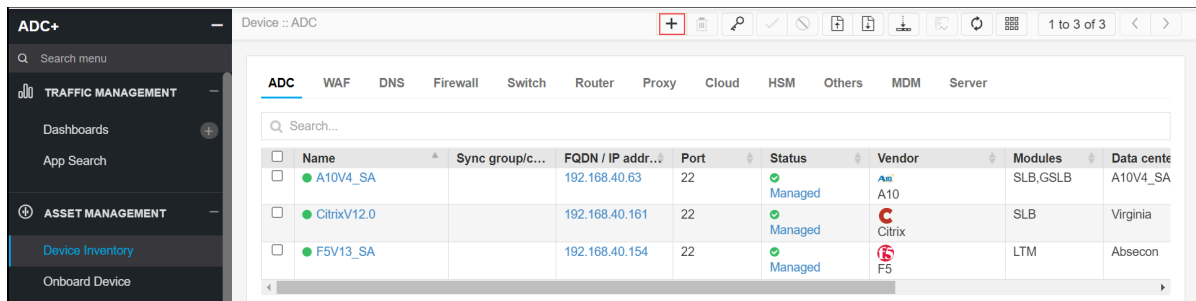 ADC+
Device :: ADC
1 to 3 of 3
Search menu
TRAFFIC MANAGEMENT
Dashboards
App Search
ASSET MANAGEMENT
Device Inventory
Onboard Device
ADC WAF DNS Firewall Switch Router Proxy Cloud HSM Others MDM Server
Search...
Name Sync group/c... FQDN / IP addr... Port Status Vendor Modules Data cente
A10V4_SA 192.168.40.63 22 Managed A10 A10 SLB,GSLB A10V4_SA
CitrixV12.0 192.168.40.161 22 Managed Citrix SLB Virginia
F5V13_SA 192.168.40.154 22 Managed F5 LTM Absecon